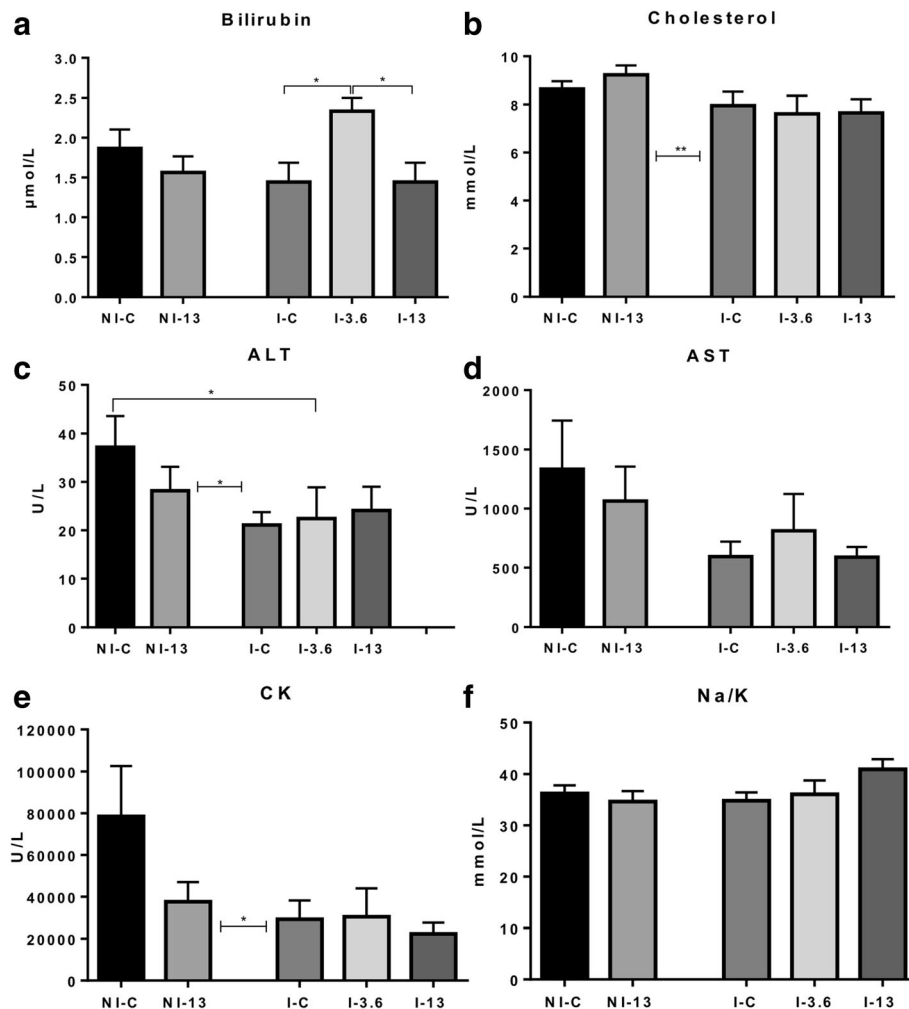 a
Bilirubin
3.0
2.5
2.0
1.5
1.0
0.5
0.0
µmol/L
* *
NI-C NI-13 I-C I-3.6 I-13
b
Cholesterol
10
8
6
4
2
0
mmol/L
**
NI-C NI-13 I-C I-3.6 I-13
c
ALT
50
40
30
20
10
0
U/L
*
*
NI-C NI-13 I-C I-3.6 I-13
d
AST
2000
1500
1000
500
0
U/L
NI-C NI-13 I-C I-3.6 I-13
e
CK
120000
100000
80000
60000
40000
20000
0
U/L
*
NI-C NI-13 I-C I-3.6 I-13
f
Na/K
50
40
30
20
10
0
mmol/L
NI-C NI-13 I-C I-3.6 I-13